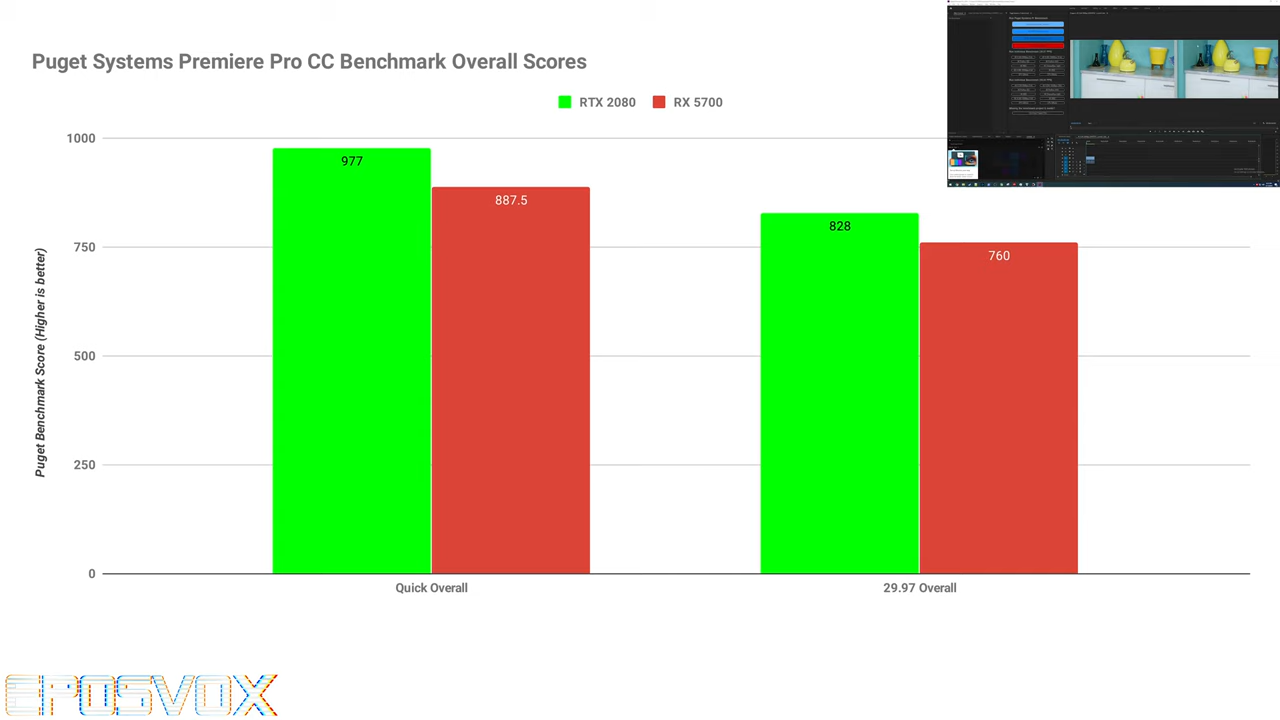 Puget Systems Premiere Pro CC Benchmark Overall Scores
RTX 2080
RX 5700
1000
977
887.5
828
760
750
500
250
0
Puget Benchmark Score (Higher is better)
Quick Overall
29.97 Overall
EPOSVOX